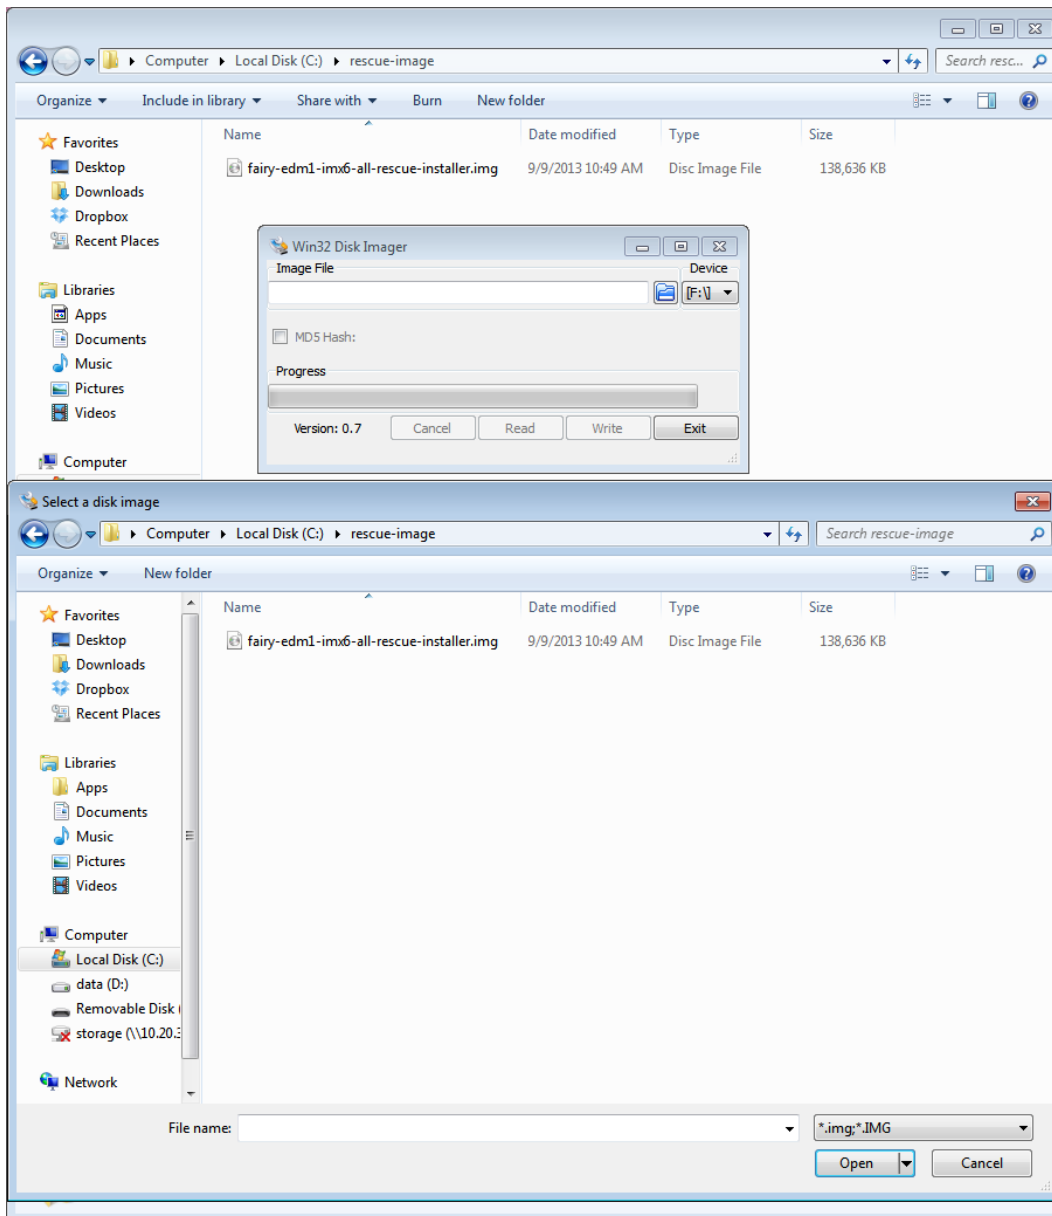 Computer Local Disk (C:) rescue-image Search resc...
Organize Include in library Share with Burn New folder
Favorites
Desktop
Downloads
Dropbox
Recent Places
Libraries
Apps
Documents
Music
Pictures
Videos
Computer
Name Date modified Type Size
fairy-edm1-imx6-all-rescue-installer.img 9/9/2013 10:49 AM Disc Image File 138,636 KB
Win32 Disk Imager
Image File Device
[F:\]
MD5 Hash:
Progress
Version: 0.7 Cancel Read Write Exit
Select a disk image
Computer Local Disk (C:) rescue-image Search rescue-image
Organize New folder
Favorites
Desktop
Downloads
Dropbox
Recent Places
Libraries
Apps
Documents
Music
Pictures
Videos
Computer
Local Disk (C:)
data (D:)
Removable Disk (
storage (\\10.20.3
Network
Name Date modified Type Size
fairy-edm1-imx6-all-rescue-installer.img 9/9/2013 10:49 AM Disc Image File 138,636 KB
File name: *.img;*.IMG
Open Cancel